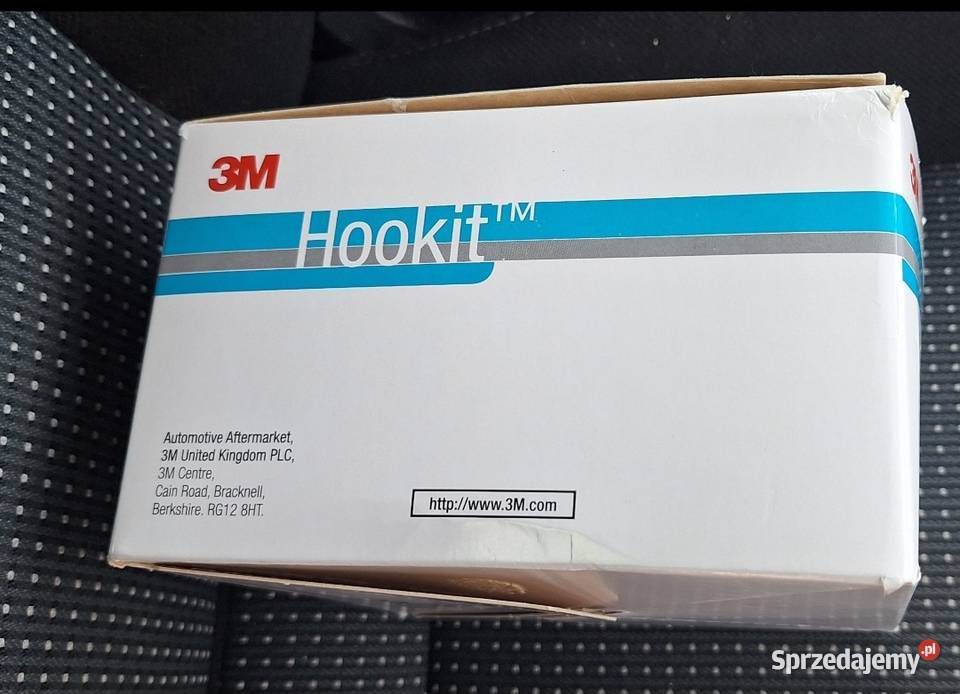 3M
Hookit™
Automotive Aftermarket,
3M United Kingdom PLC,
3M Centre,
Cain Road, Bracknell,
Berkshire. RG12 8HT.
http://www.3M.com
Sprzedajemy.pl